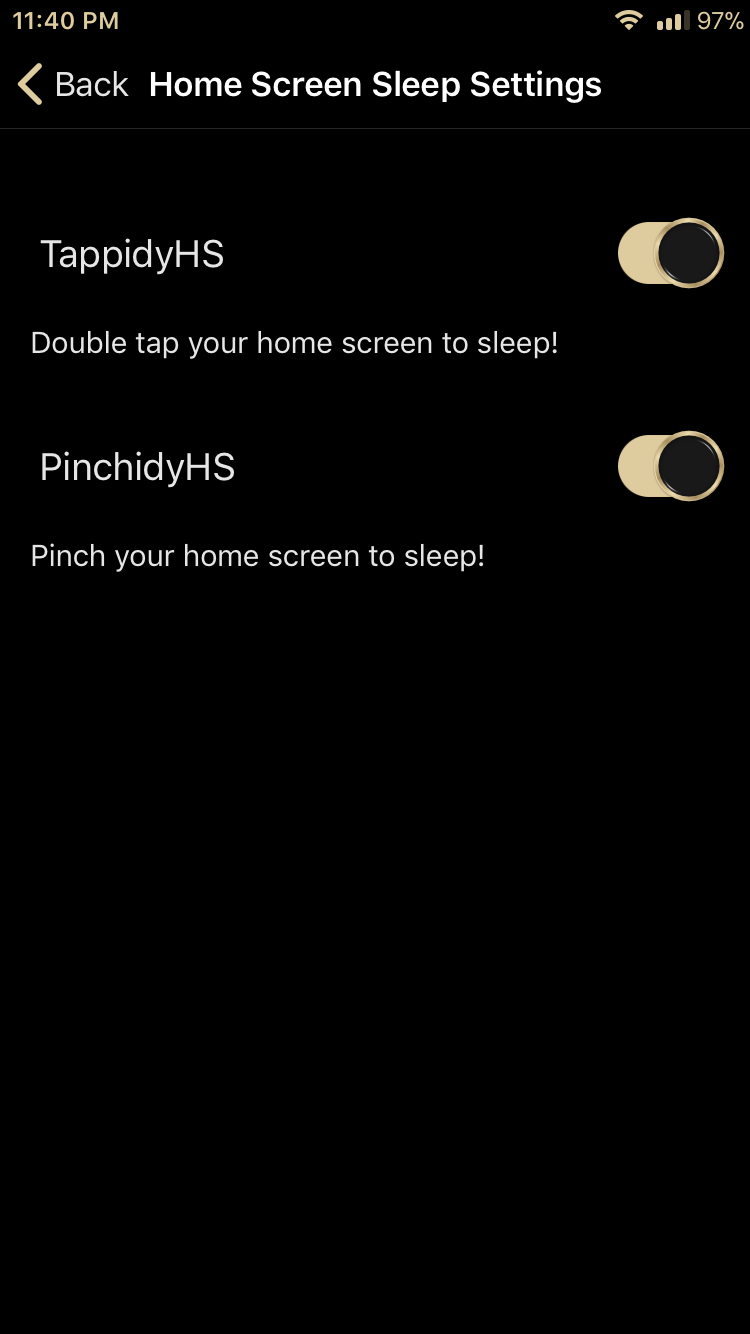 11:40 PM 97%
Back Home Screen Sleep Settings
TappidyHS
Double tap your home screen to sleep!
PinchidyHS
Pinch your home screen to sleep!